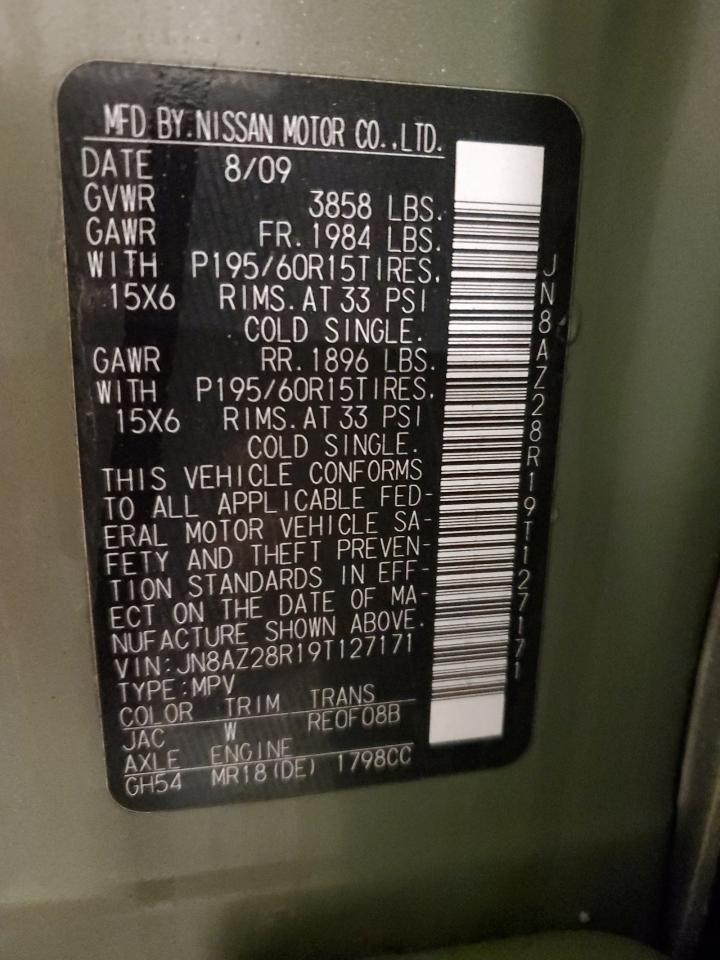 MFD BY.NISSAN MOTOR CO.,LTD.
DATE 8/09
GVWR 3858 LBS.
GAWR FR.1984 LBS.
WITH P195/60R15TIRES,
15X6 RIMS.AT 33 PSI
COLD SINGLE.
GAWR RR.1896 LBS.
WITH P195/60R15TIRES,
15X6 RIMS.AT 33 PSI
COLD SINGLE.
THIS VEHICLE CONFORMS
TO ALL APPLICABLE FED-
ERAL MOTOR VEHICLE SA-
FETY AND THEFT PREVEN-
TION STANDARDS IN EFF-
ECT ON THE DATE OF MA-
NUFACTURE SHOWN ABOVE.
VIN:JN8AZ28R19T127171
TYPE:MPV
COLOR TRIM TRANS
JAC W RE0F08B
AXLE ENGINE
GH54 MR18(DE) 1798CC
JN8AZ28R19T127171